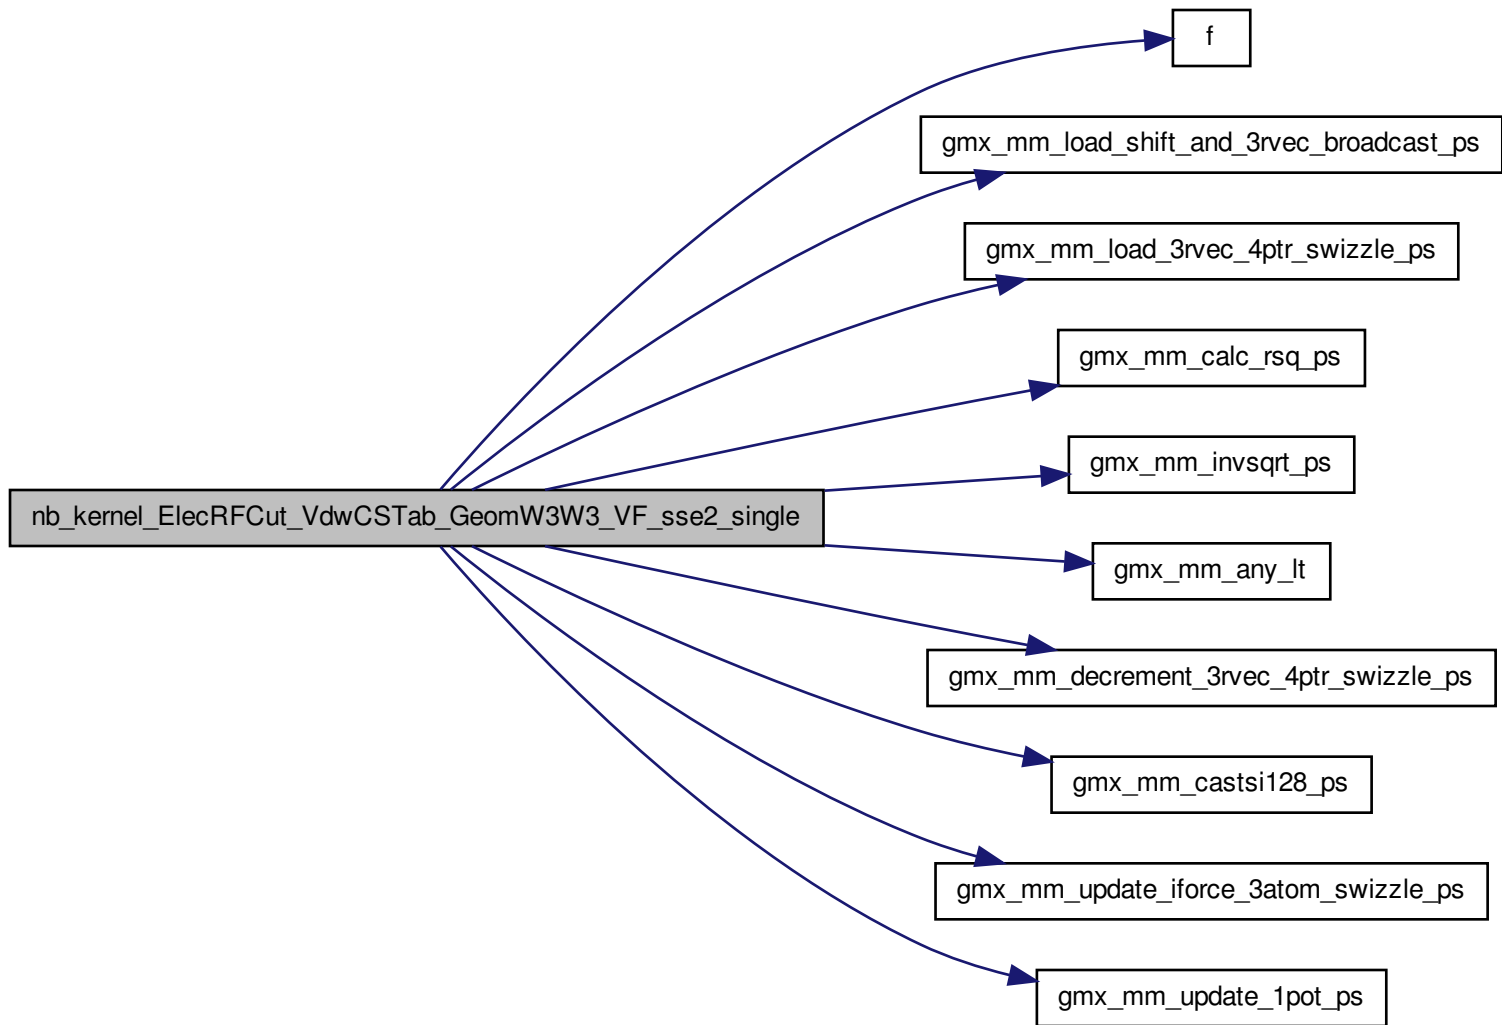 f
gmx_mm_load_shift_and_3rvec_broadcast_ps
gmx_mm_load_3rvec_4ptr_swizzle_ps
gmx_mm_calc_rsq_ps
gmx_mm_invsqrt_ps
nb_kernel_ElecRFCut_VdwCSTab_GeomW3W3_VF_sse2_single
gmx_mm_any_lt
gmx_mm_decrement_3rvec_4ptr_swizzle_ps
gmx_mm_castsi128_ps
gmx_mm_update_iforce_3atom_swizzle_ps
gmx_mm_update_1pot_ps